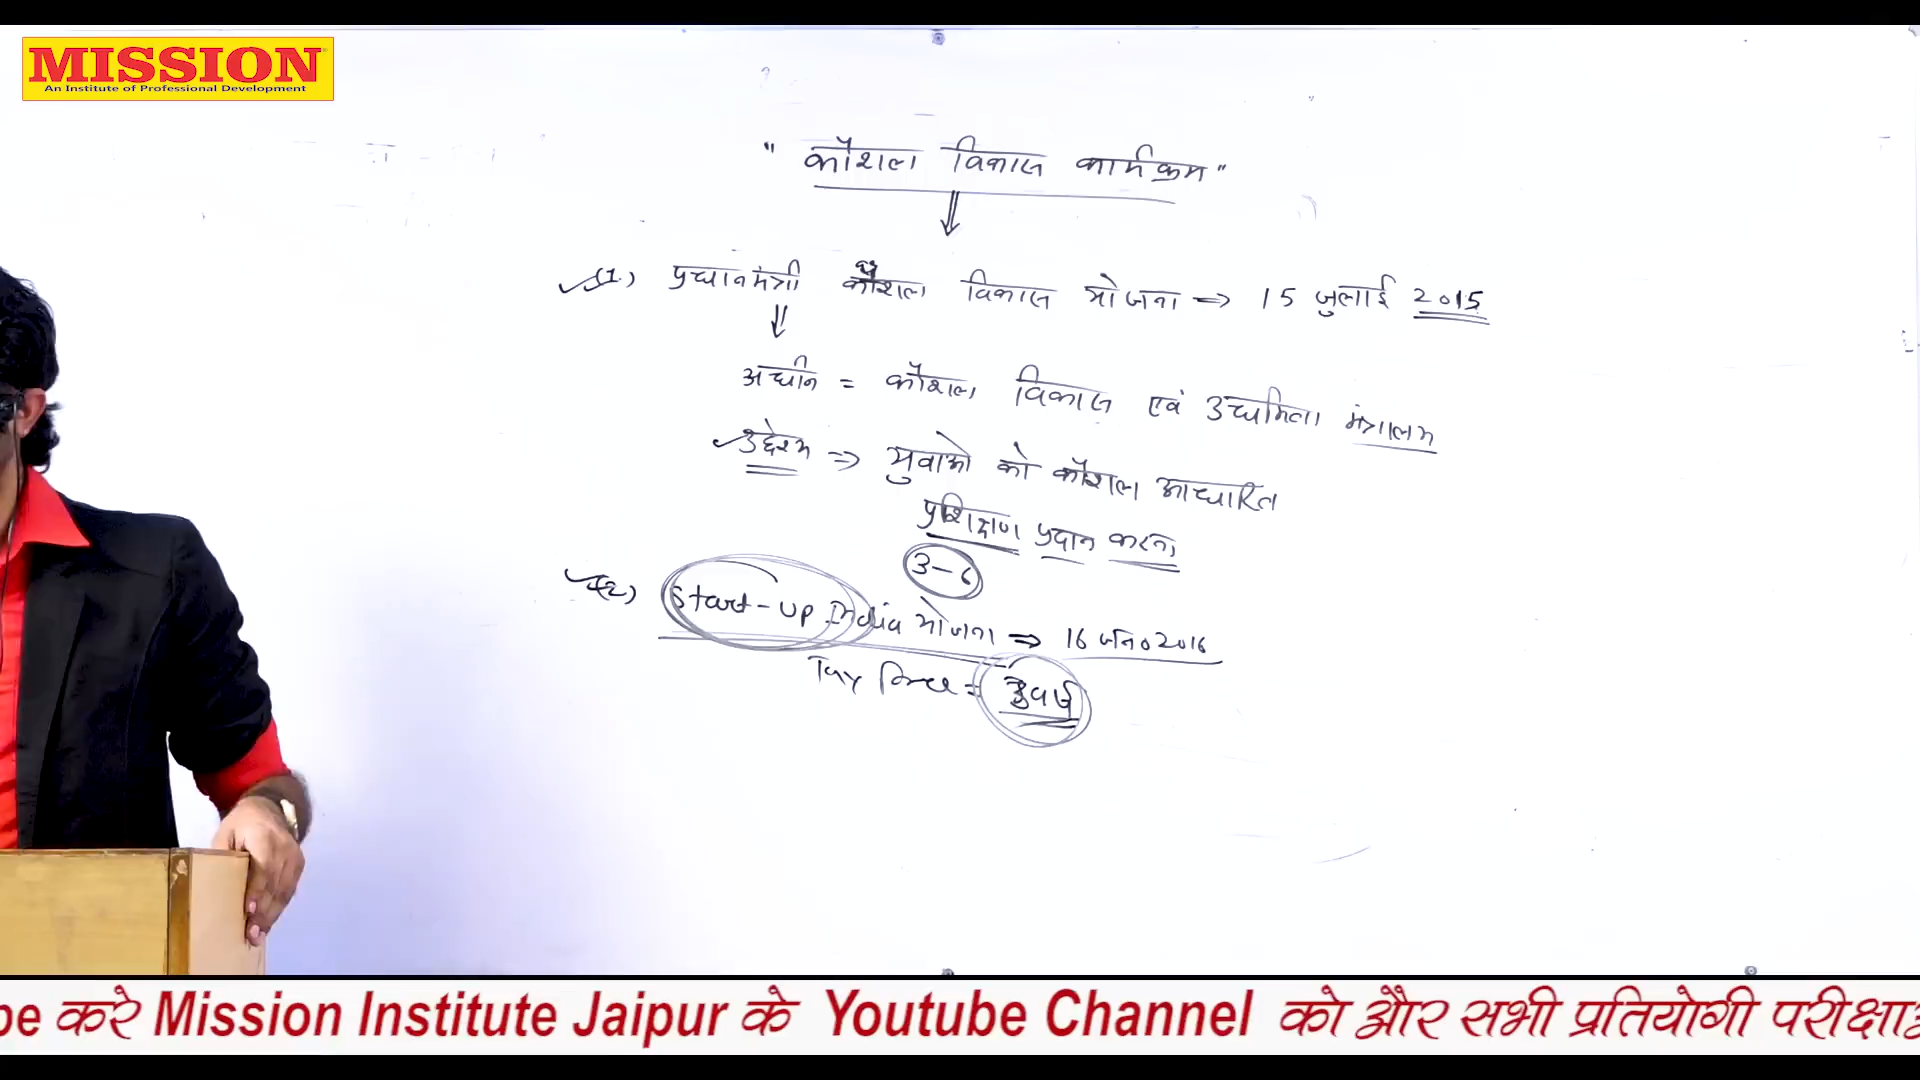 MISSION
An Institute of Professional Development
" कौशल विकास कार्यक्रम "
(1.) प्रधानमंत्री कौशल विकास योजना ⇒ 15 जुलाई 2015
अधीन = कौशल विकास एवं उद्यमिता मंत्रालय
उद्देश्य ⇒ युवाओ को कौशल आधारित
प्रशिक्षण प्रदान करना
3-6
(2) Start-up India योजना ⇒ 16 जन० 2016
Tax = 3 वर्ष
be करे Mission Institute Jaipur के Youtube Channel को और सभी प्रतियोगी